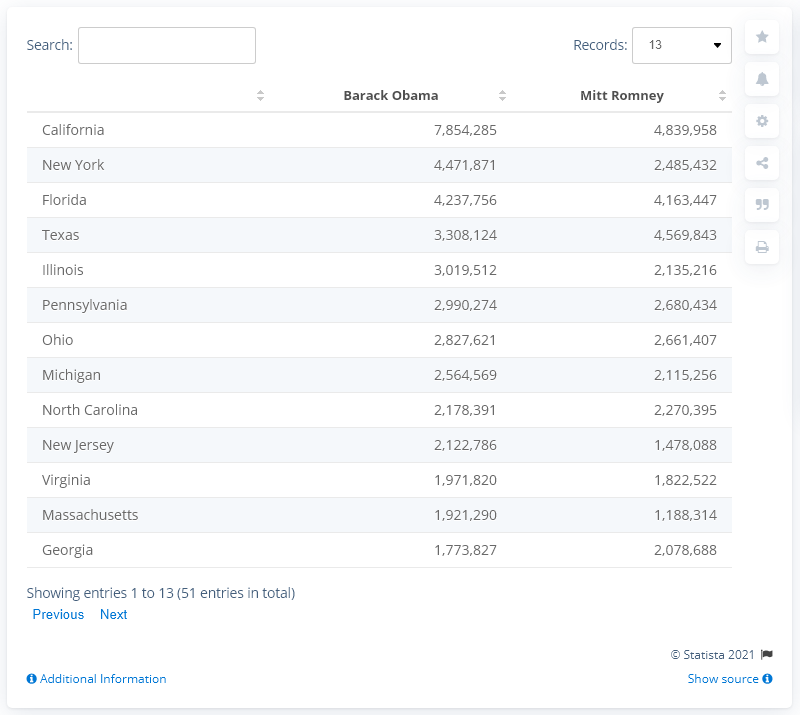 Search: Records: 13
Barack Obama Mitt Romney
California 7,854,285 4,839,958
New York 4,471,871 2,485,432
Florida 4,237,756 4,163,447
Texas 3,308,124 4,569,843
Illinois 3,019,512 2,135,216
Pennsylvania 2,990,274 2,680,434
Ohio 2,827,621 2,661,407
Michigan 2,564,569 2,115,256
North Carolina 2,178,391 2,270,395
New Jersey 2,122,786 1,478,088
Virginia 1,971,820 1,822,522
Massachusetts 1,921,290 1,188,314
Georgia 1,773,827 2,078,688
Showing entries 1 to 13 (51 entries in total)
Previous Next
© Statista 2021
Additional Information Show source